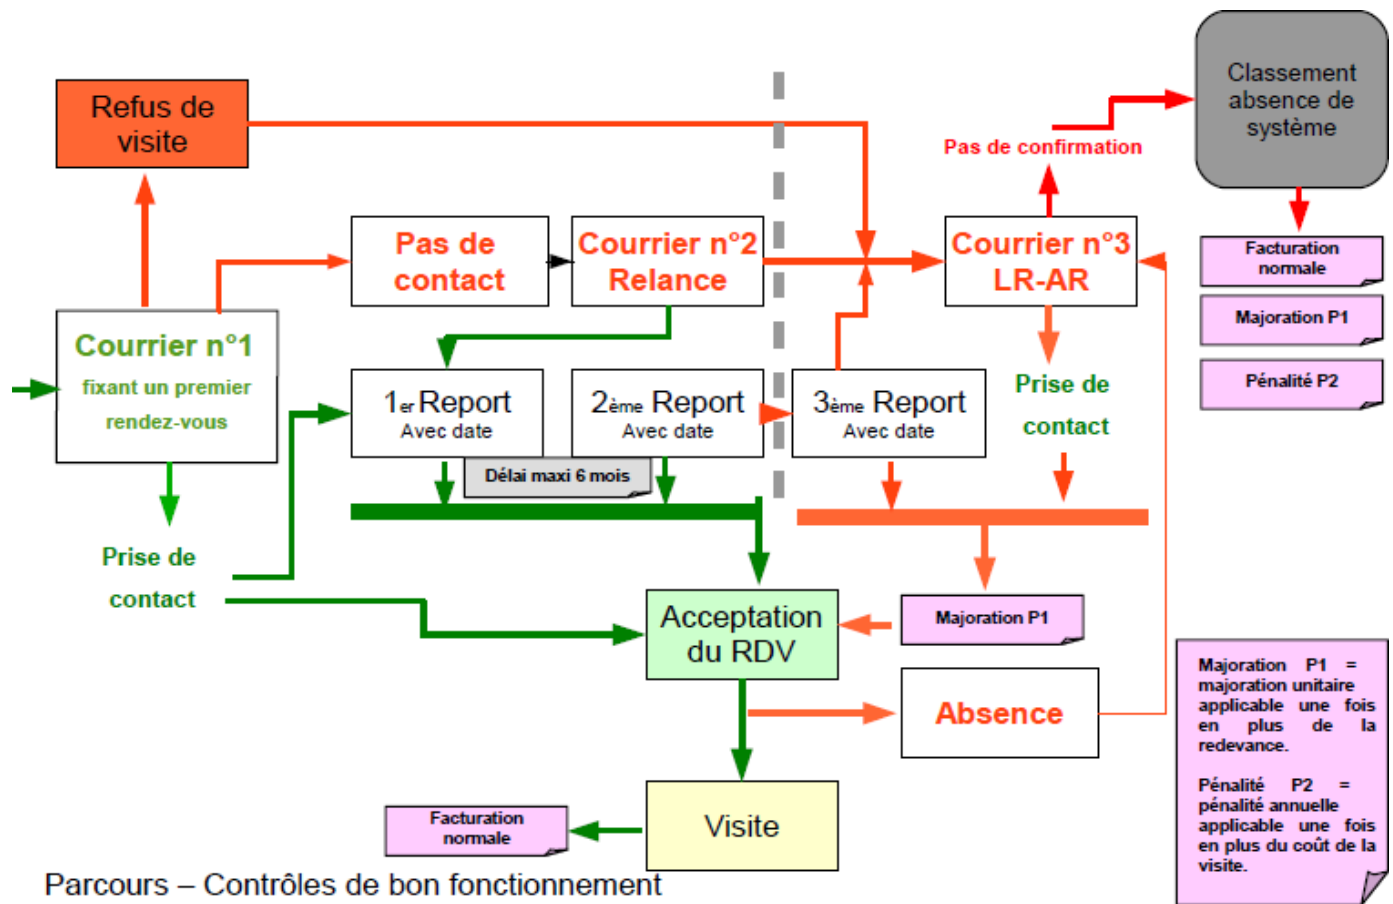 Classement
absence de
système
Refus de
visite
Pas de confirmation
Pas de
contact
Courrier n°2
Relance
Courrier n°3
LR-AR
Facturation
normale
Majoration P1
Pénalité P2
Courrier n°1
fixant un premier
rendez-vous
1er Report
Avec date
2ème Report
Avec date
3ème Report
Avec date
Prise de
contact
Délai maxi 6 mois
Prise de
contact
Acceptation
du RDV
Majoration P1
Absence
Majoration P1 =
majoration unitaire
applicable une fois
en plus de la
redevance.
Pénalité P2 =
pénalité annuelle
applicable une fois
en plus du coût de la
visite.
Visite
Facturation
normale
Parcours – Contrôles de bon fonctionnement